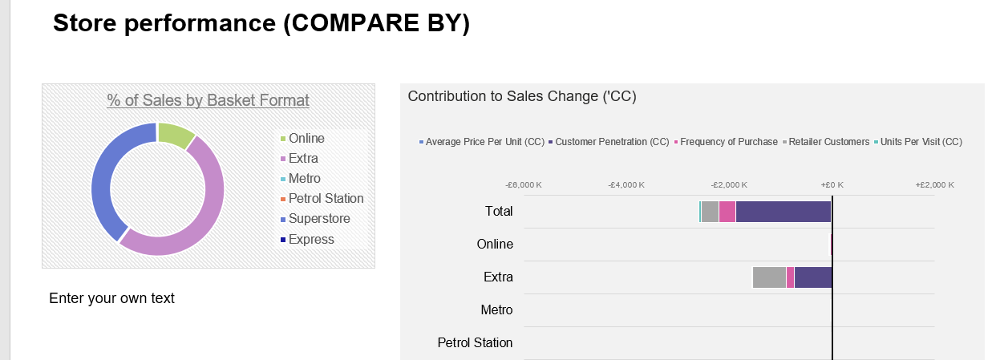 Store performance (COMPARE BY)
% of Sales by Basket Format
Online
Extra
Metro
Petrol Station
Superstore
Express
Enter your own text
Contribution to Sales Change ('CC)
Average Price Per Unit (CC) Customer Penetration (CC) Frequency of Purchase Retailer Customers Units Per Visit (CC)
-£6,000 K -£4,000 K -£2,000 K +£0 K +£2,000 K
Total
Online
Extra
Metro
Petrol Station